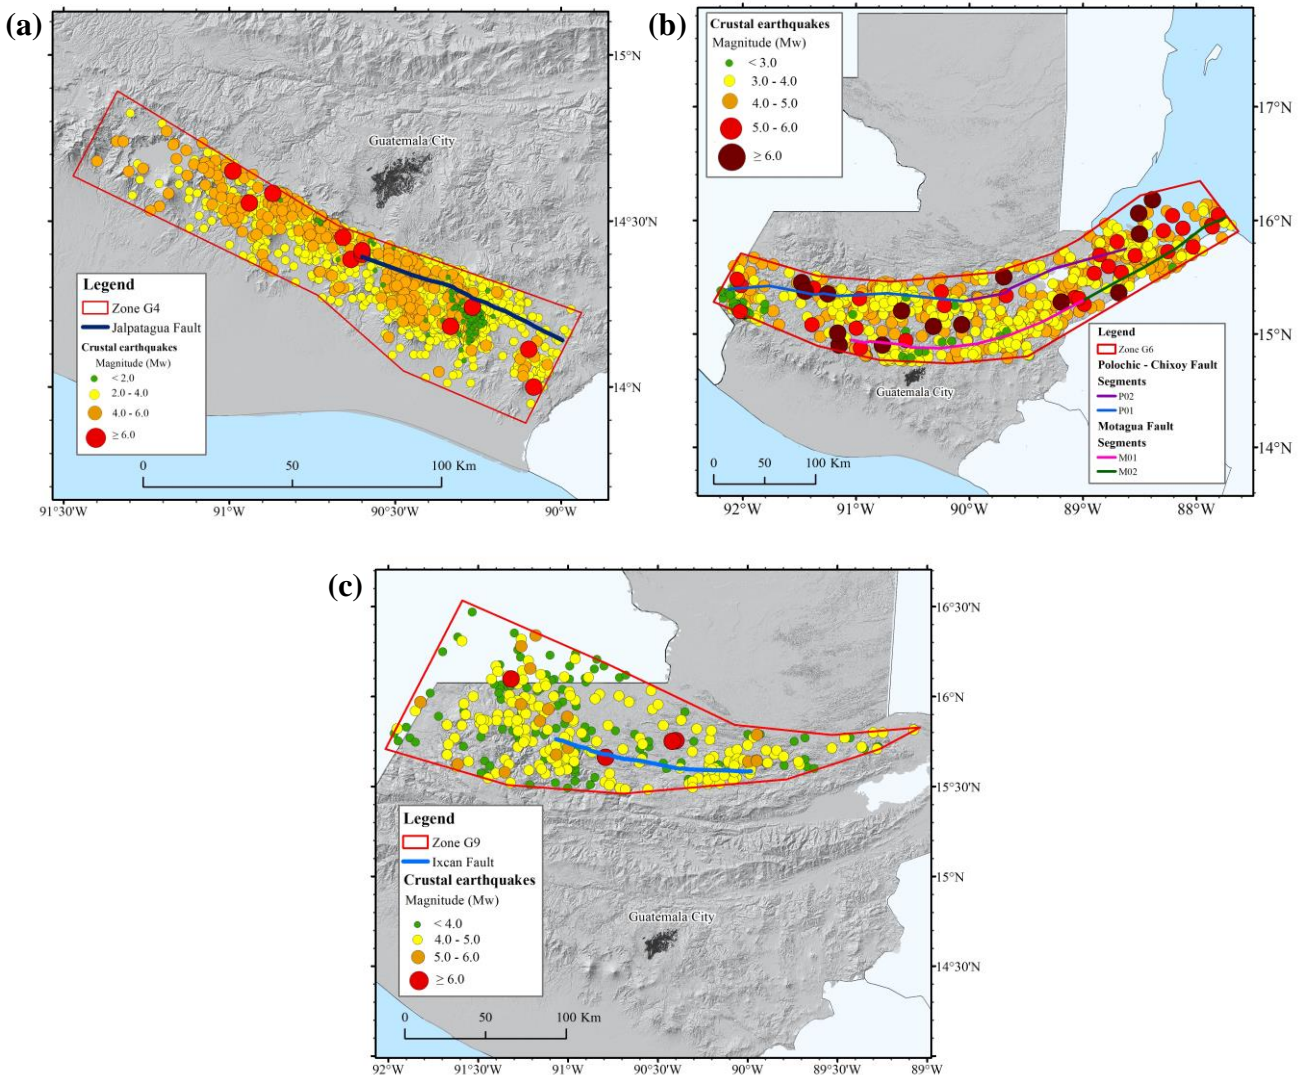 (a)
15°N
Guatemala City
14°30'N
14°N
Legend
Zone G4
Jalpatagua Fault
Crustal earthquakes
Magnitude (Mw)
< 2.0
2.0 - 4.0
4.0 - 6.0
≥ 6.0
0 50 100 Km
91°30'W 91°W 90°30'W 90°W
(b)
Crustal earthquakes
Magnitude (Mw)
< 3.0
3.0 - 4.0
4.0 - 5.0
5.0 - 6.0
≥ 6.0
17°N
16°N
15°N
14°N
Guatemala City
Legend
Zone G6
Polochic - Chixoy Fault
Segments
P02
P01
Motagua Fault
Segments
M01
M02
0 50 100 Km
92°W 91°W 90°W 89°W 88°W
(c)
16°30'N
16°N
15°30'N
15°N
14°30'N
Legend
Zone G9
Ixcan Fault
Crustal earthquakes
Magnitude (Mw)
< 4.0
4.0 - 5.0
5.0 - 6.0
≥ 6.0
Guatemala City
0 50 100 Km
92°W 91°30'W 91°W 90°30'W 90°W 89°30'W 89°W